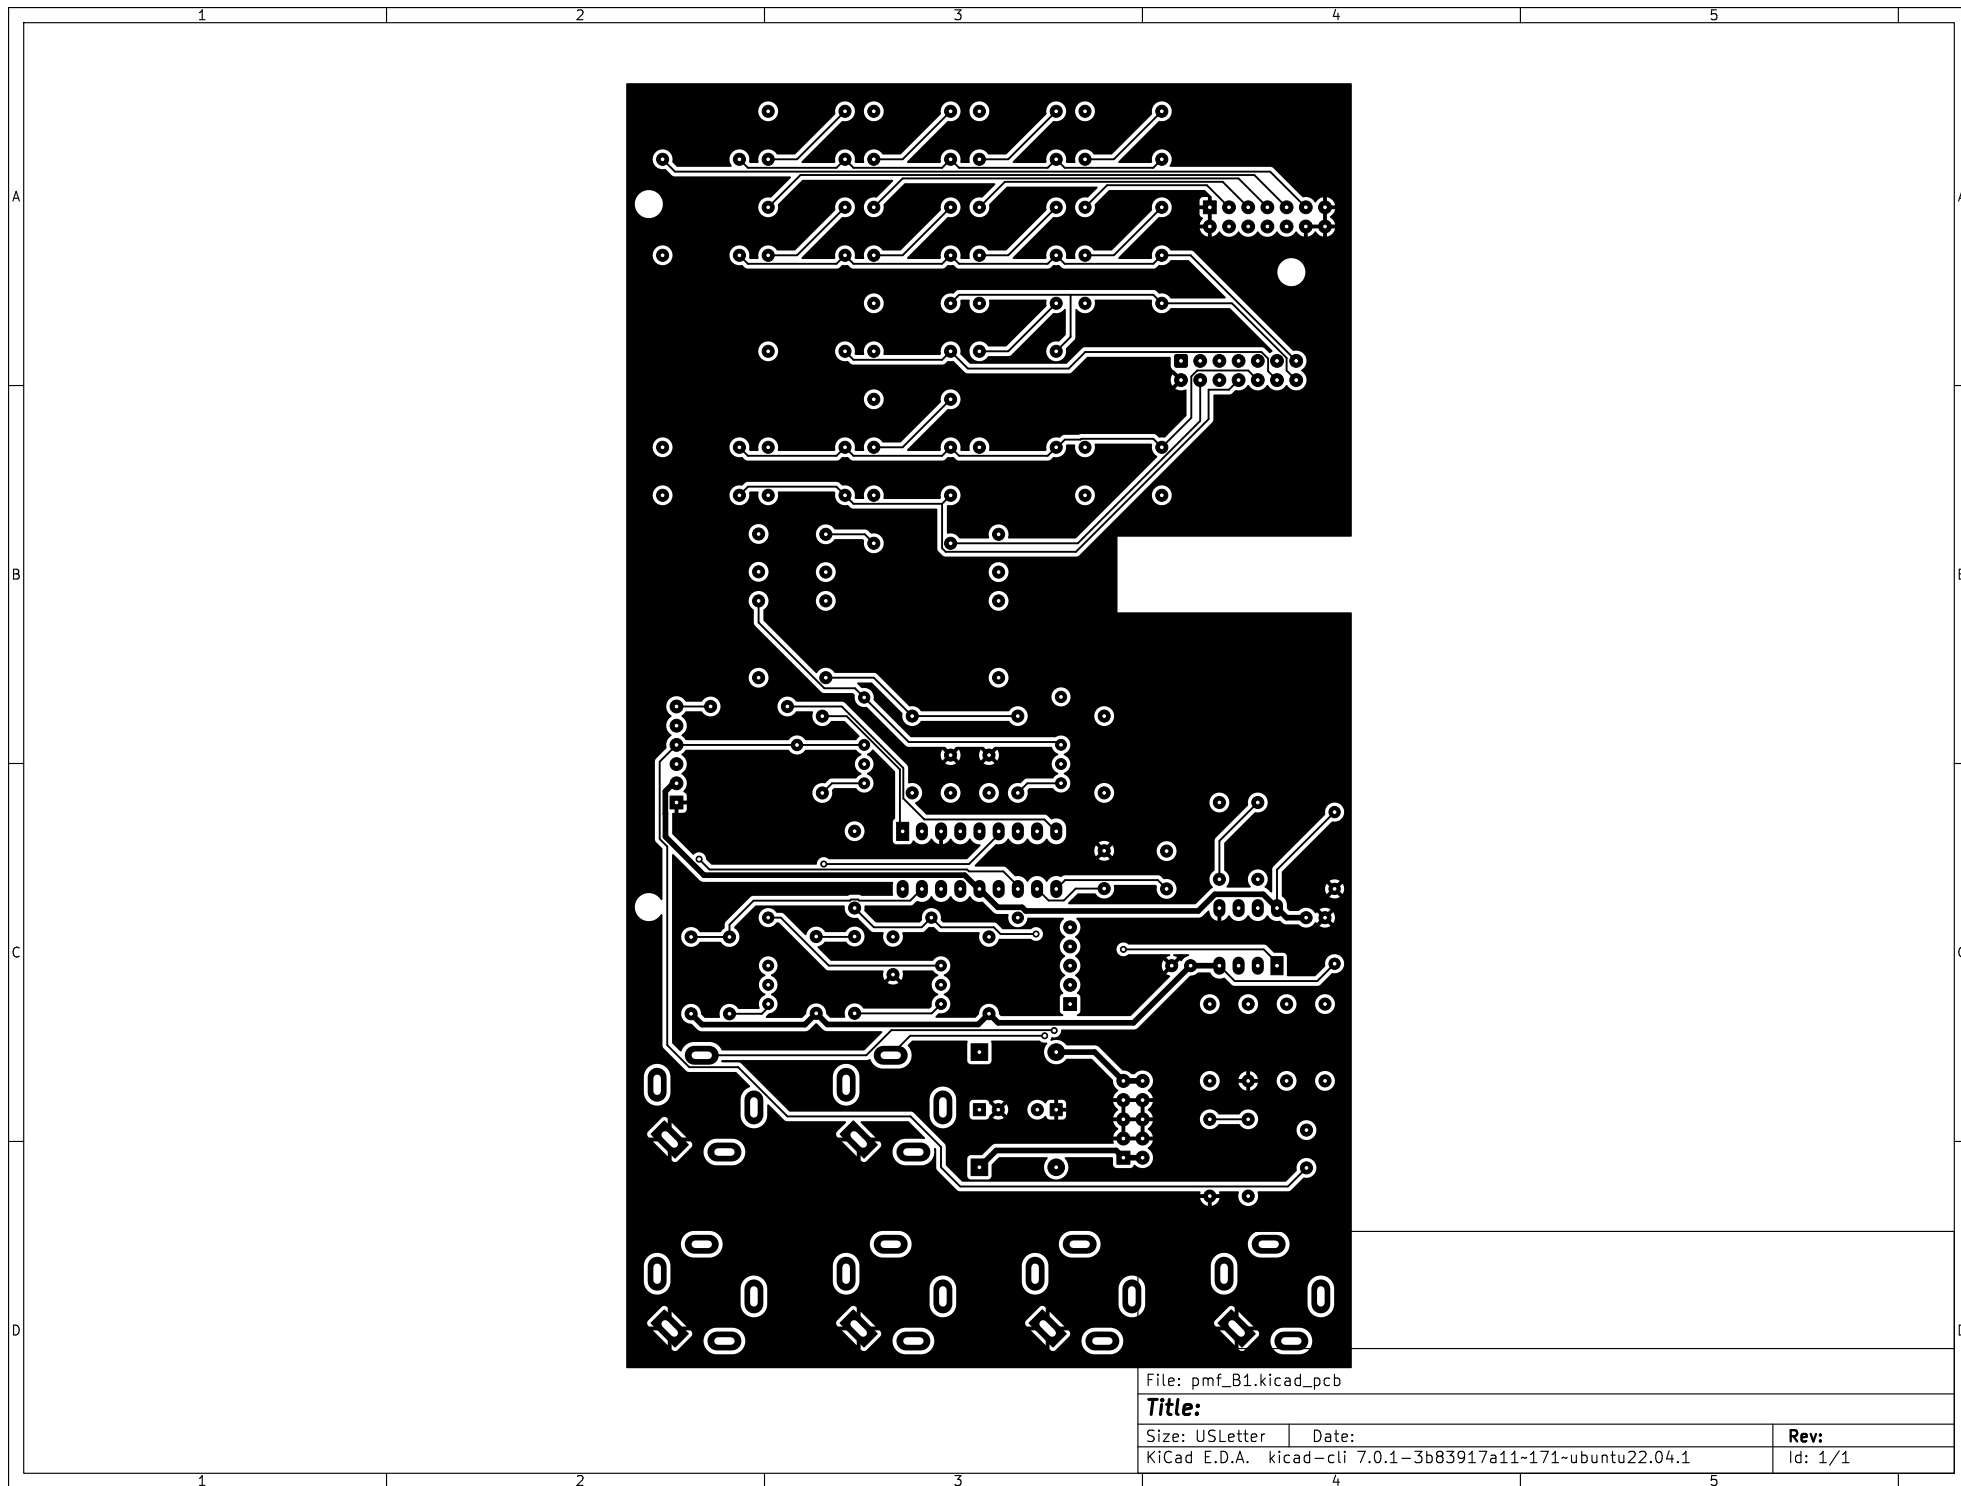 1 2 3 4 5
A A
B B
C C
D D
File: pmf_B1.kicad_pcb
Title:
Size: USLetter Date: Rev:
KiCad E.D.A. kicad-cli 7.0.1-3b83917a11~171~ubuntu22.04.1 Id: 1/1
1 2 3 4 5